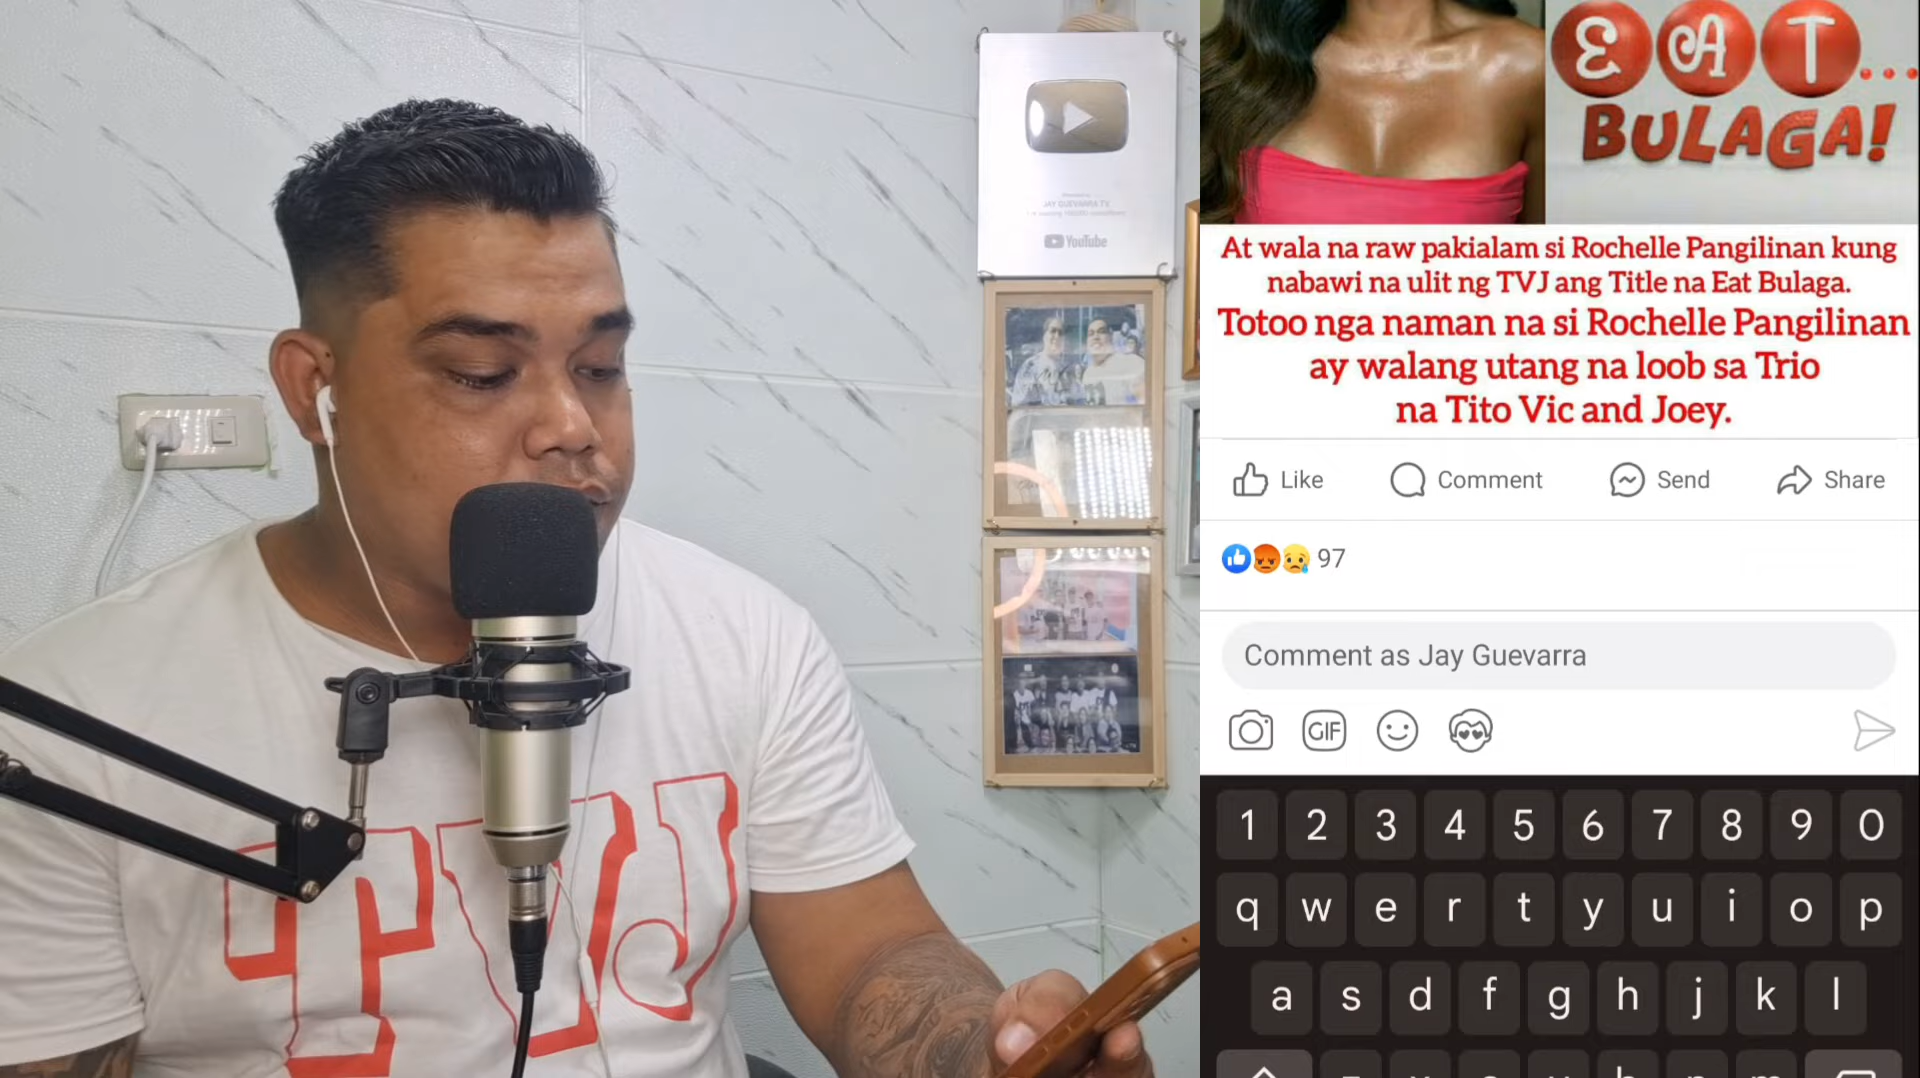 JAY GUEVARRA TV
YouTube
TVJ
EAT...
BULAGA!
At wala na raw pakialam si Rochelle Pangilinan kung
nabawi na ulit ng TVJ ang Title na Eat Bulaga.
Totoo nga naman na si Rochelle Pangilinan
ay walang utang na loob sa Trio
na Tito Vic and Joey.
Like Comment Send Share
97
Comment as Jay Guevarra
GIF
1 2 3 4 5 6 7 8 9 0
q w e r t y u i o p
a s d f g h j k l